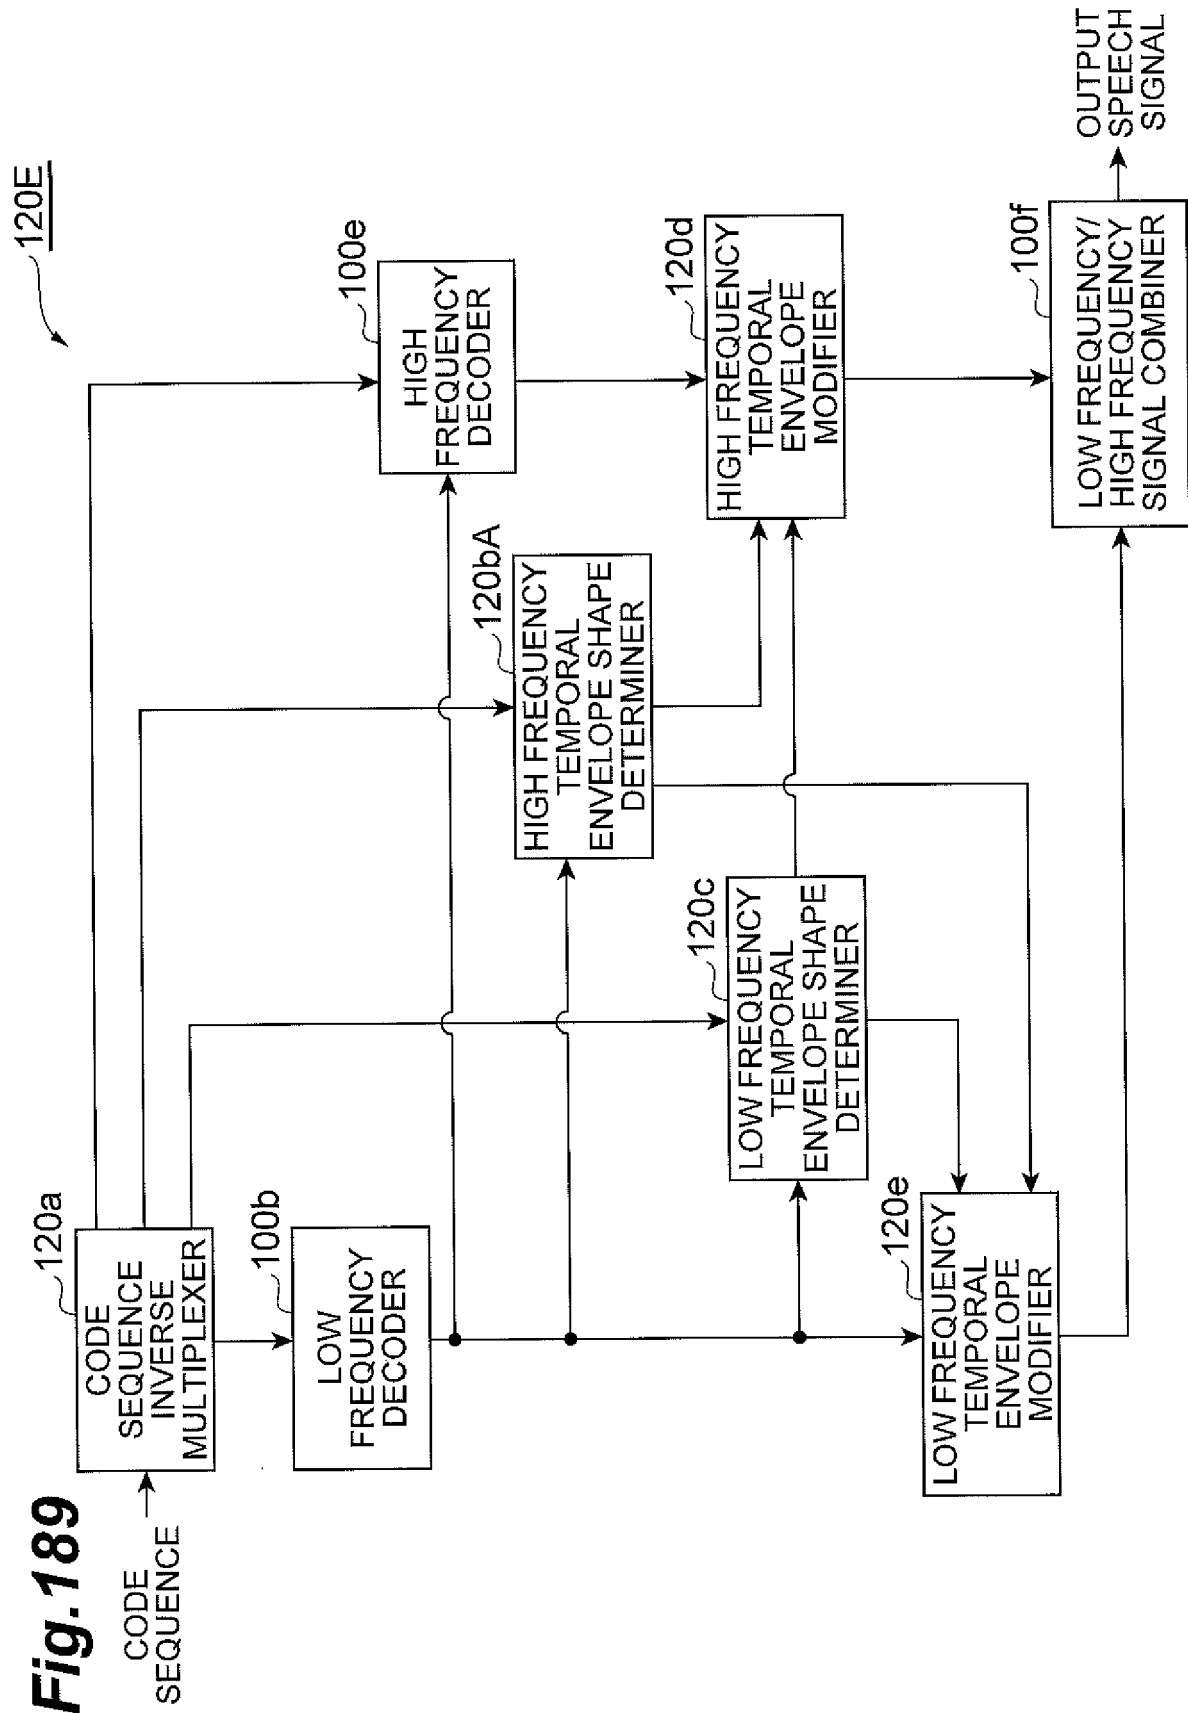 Fig.189
120E
CODE
SEQUENCE
120a
CODE
SEQUENCE
INVERSE
MULTIPLEXER
100b
LOW
FREQUENCY
DECODER
100e
HIGH
FREQUENCY
DECODER
120bA
HIGH FREQUENCY
TEMPORAL
ENVELOPE SHAPE
DETERMINER
120c
LOW FREQUENCY
TEMPORAL
ENVELOPE SHAPE
DETERMINER
120d
HIGH FREQUENCY
TEMPORAL
ENVELOPE
MODIFIER
120e
LOW FREQUENCY
TEMPORAL
ENVELOPE
MODIFIER
100f
LOW FREQUENCY/
HIGH FREQUENCY
SIGNAL COMBINER
OUTPUT
SPEECH
SIGNAL